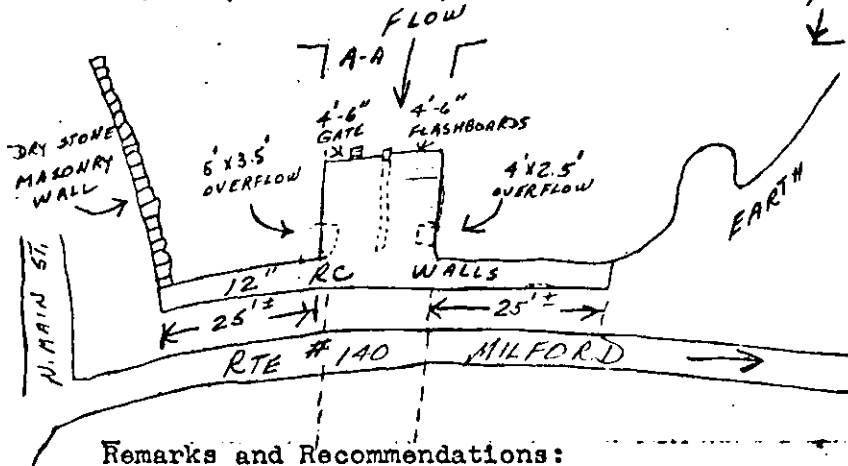 FLOW
A-A
4'-6" GATE
4'-6" FLASHBOARDS
DRY STONE
MASONRY
WALL
5' x 3.5'
OVERFLOW
4' x 2.5'
OVERFLOW
EARTH
12" RC WALLS
25'± 25'±
N. MAIN ST.
RTE #140 MILFORD
Remarks and Recommendations: